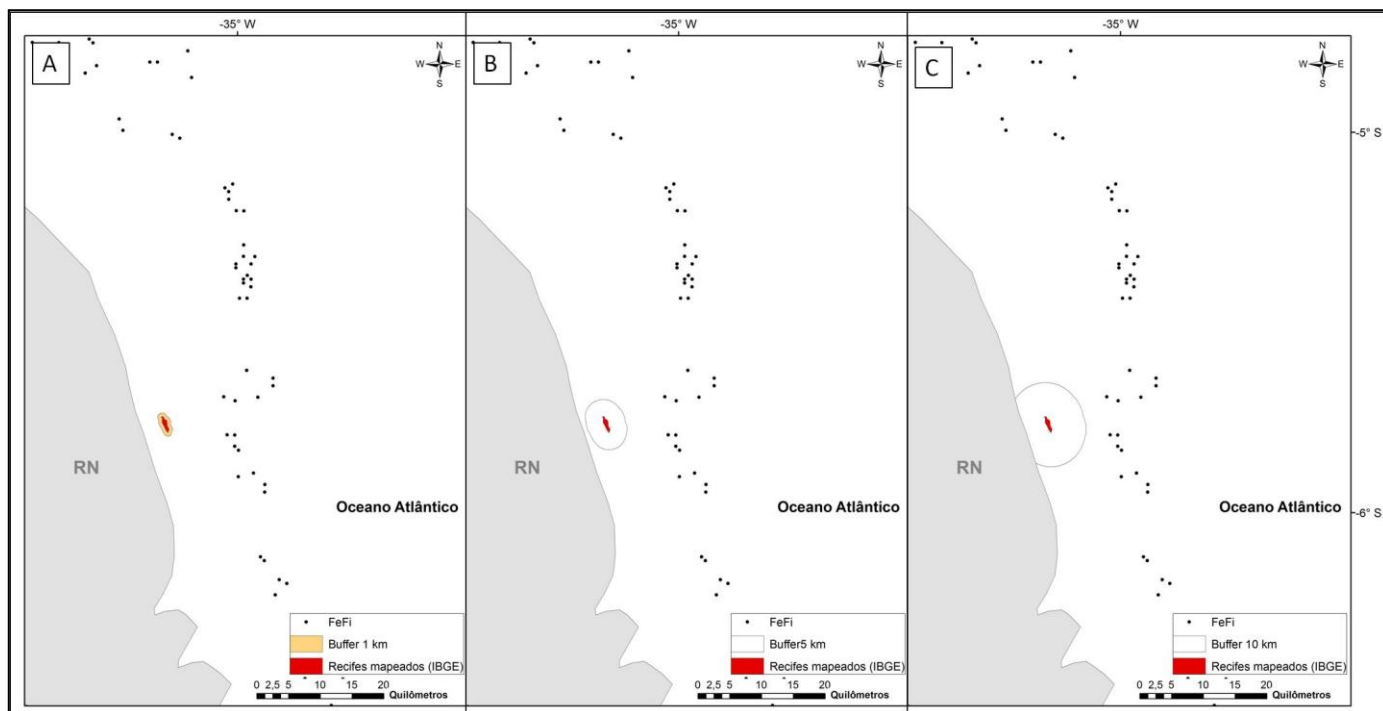 -35° W
-35° W
-35° W
A
N
W E
S
B
N
W E
S
C
N
W E
S
-5° S
RN
RN
RN
Oceano Atlântico
Oceano Atlântico
Oceano Atlântico
-6° S
FeFi
Buffer 1 km
Recifes mapeados (IBGE)
0 2,5 5 10 15 20
Quilômetros
FeFi
Buffer5 km
Recifes mapeados (IBGE)
0 2,5 5 10 15 20
Quilômetros
FeFi
Buffer 10 km
Recifes mapeados (IBGE)
0 2,5 5 10 15 20
Quilômetros